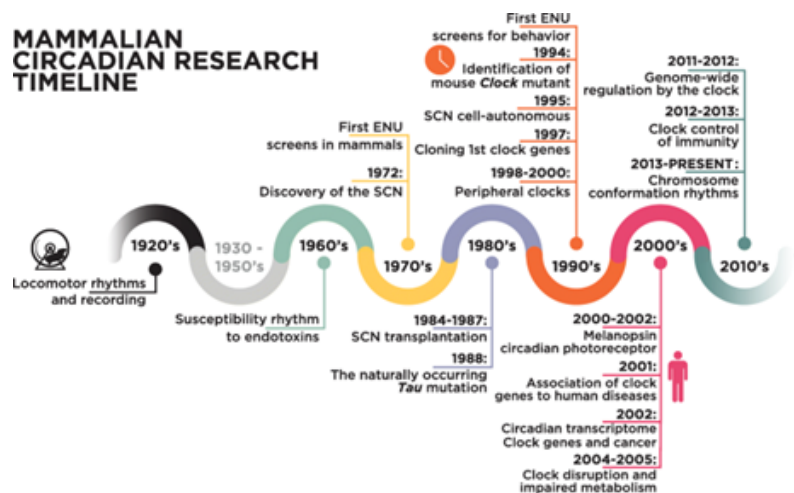 MAMMALIAN
CIRCADIAN RESEARCH
TIMELINE
1920's
Locomotor rhythms
and recording
1930 -
1950's
1960's
Susceptibility rhythm
to endotoxins
First ENU
screens in mammals
1972:
Discovery of the SCN
1970's
1980's
1984-1987:
SCN transplantation
1988:
The naturally occurring
Tau mutation
First ENU
screens for behavior
1994:
Identification of
mouse Clock mutant
1995:
SCN cell-autonomous
1997:
Cloning 1st clock genes
1998-2000:
Peripheral clocks
1990's
2000's
2000-2002:
Melanopsin
circadian photoreceptor
2001:
Association of clock
genes to human diseases
2002:
Circadian transcriptome
Clock genes and cancer
2004-2005:
Clock disruption and
impaired metabolism
2011-2012:
Genome-wide
regulation by the clock
2012-2013:
Clock control
of immunity
2013-PRESENT:
Chromosome
conformation rhythms
2010's